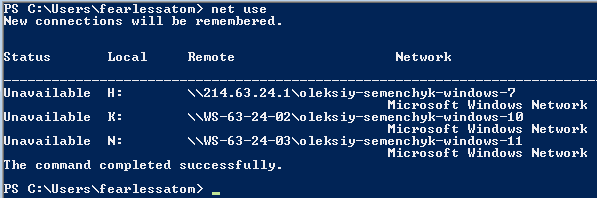 PS C:\Users\fearlessatom> net use
New connections will be remembered.
Status Local Remote Network
-------------------------------------------------------------------------------
Unavailable H: \\214.63.24.1\oleksiy-semenchyk-windows-7
Microsoft Windows Network
Unavailable K: \\WS-63-24-02\oleksiy-semenchyk-windows-10
Microsoft Windows Network
Unavailable N: \\WS-63-24-03\oleksiy-semenchyk-windows-11
Microsoft Windows Network
The command completed successfully.
PS C:\Users\fearlessatom> _